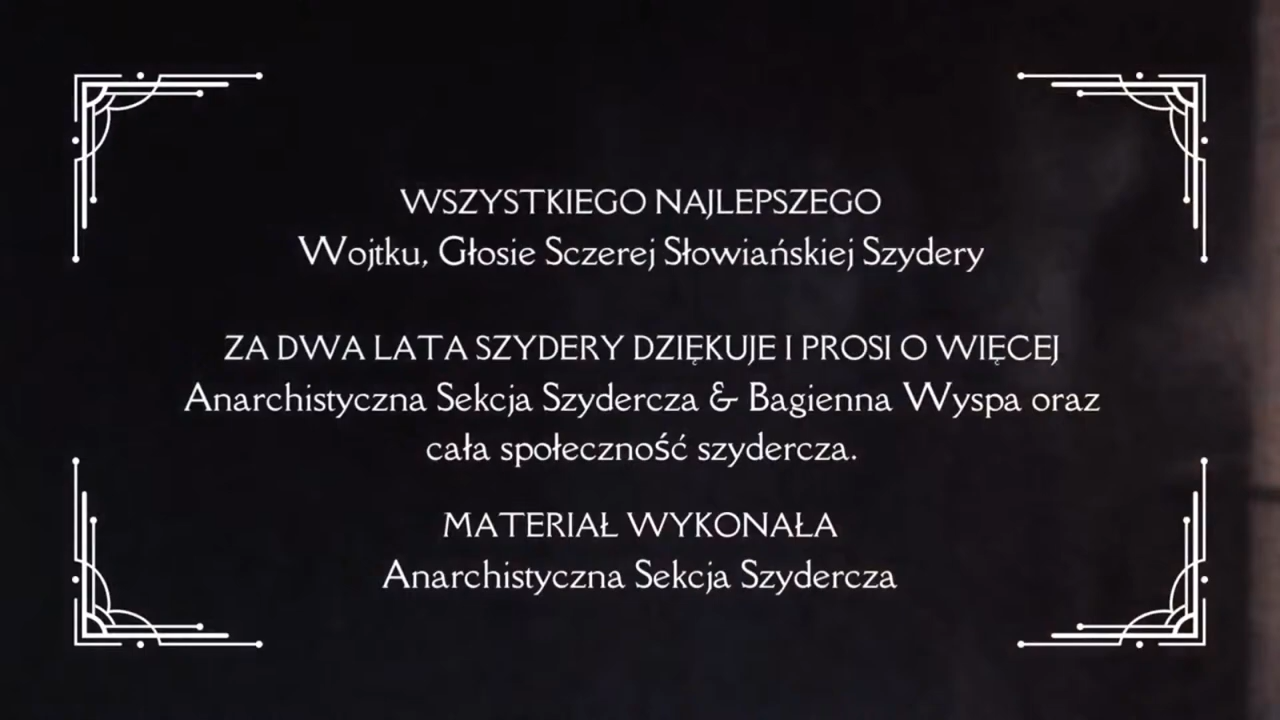 WSZYSTKIEGO NAJLEPSZEGO
Wojtku, Głosie Sczerej Słowiańskiej Szydery
ZA DWA LATA SZYDERY DZIĘKUJE I PROSI O WIĘCEJ
Anarchistyczna Sekcja Szydercza & Bagienna Wyspa oraz
cała społeczność szydercza.
MATERIAŁ WYKONAŁA
Anarchistyczna Sekcja Szydercza